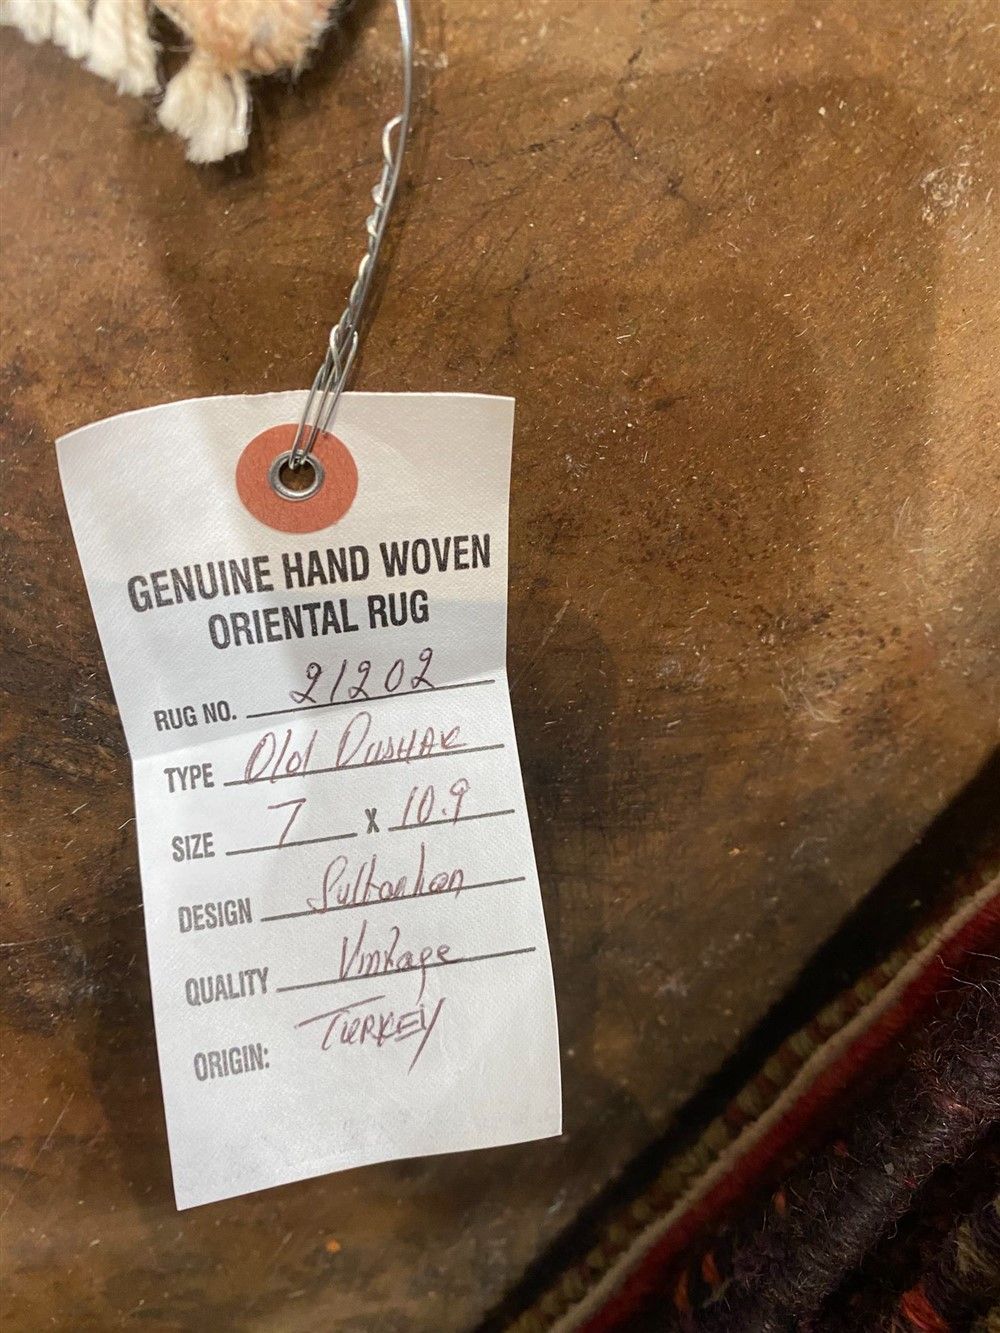 GENUINE HAND WOVEN
ORIENTAL RUG
RUG NO. 21202
TYPE Old Oushak
SIZE 7 X 10.9
DESIGN Sultanhan
QUALITY Vintage
ORIGIN: TURKEY